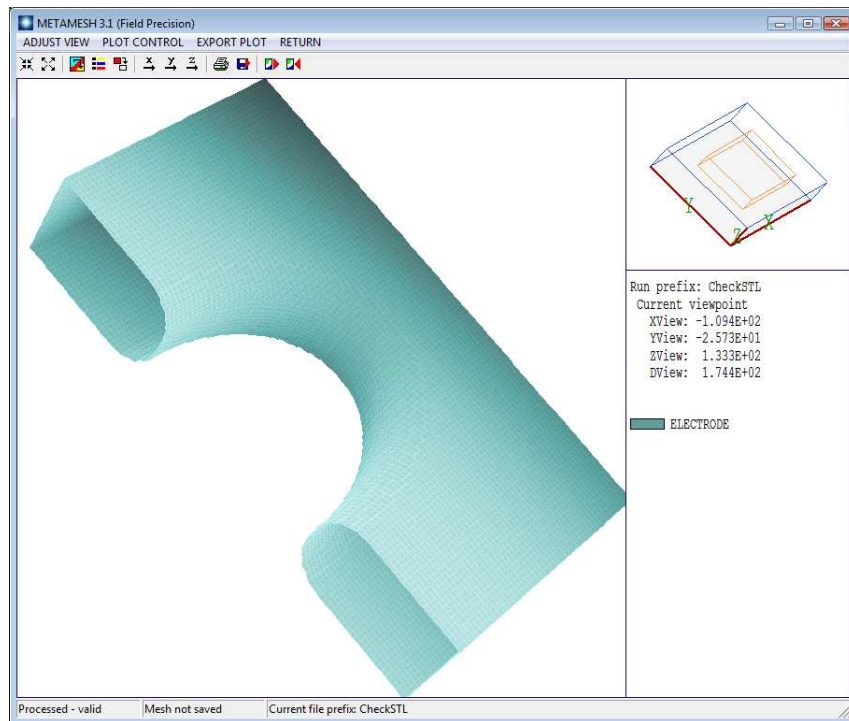 METAMESH 3.1 (Field Precision)
ADJUST VIEW PLOT CONTROL EXPORT PLOT RETURN
X Y Z
Y X
Z
Run prefix: CheckSTL
Current viewpoint
XView: -1.094E+02
YView: -2.573E+01
ZView: 1.333E+02
DView: 1.744E+02
ELECTRODE
Processed - valid Mesh not saved Current file prefix: CheckSTL